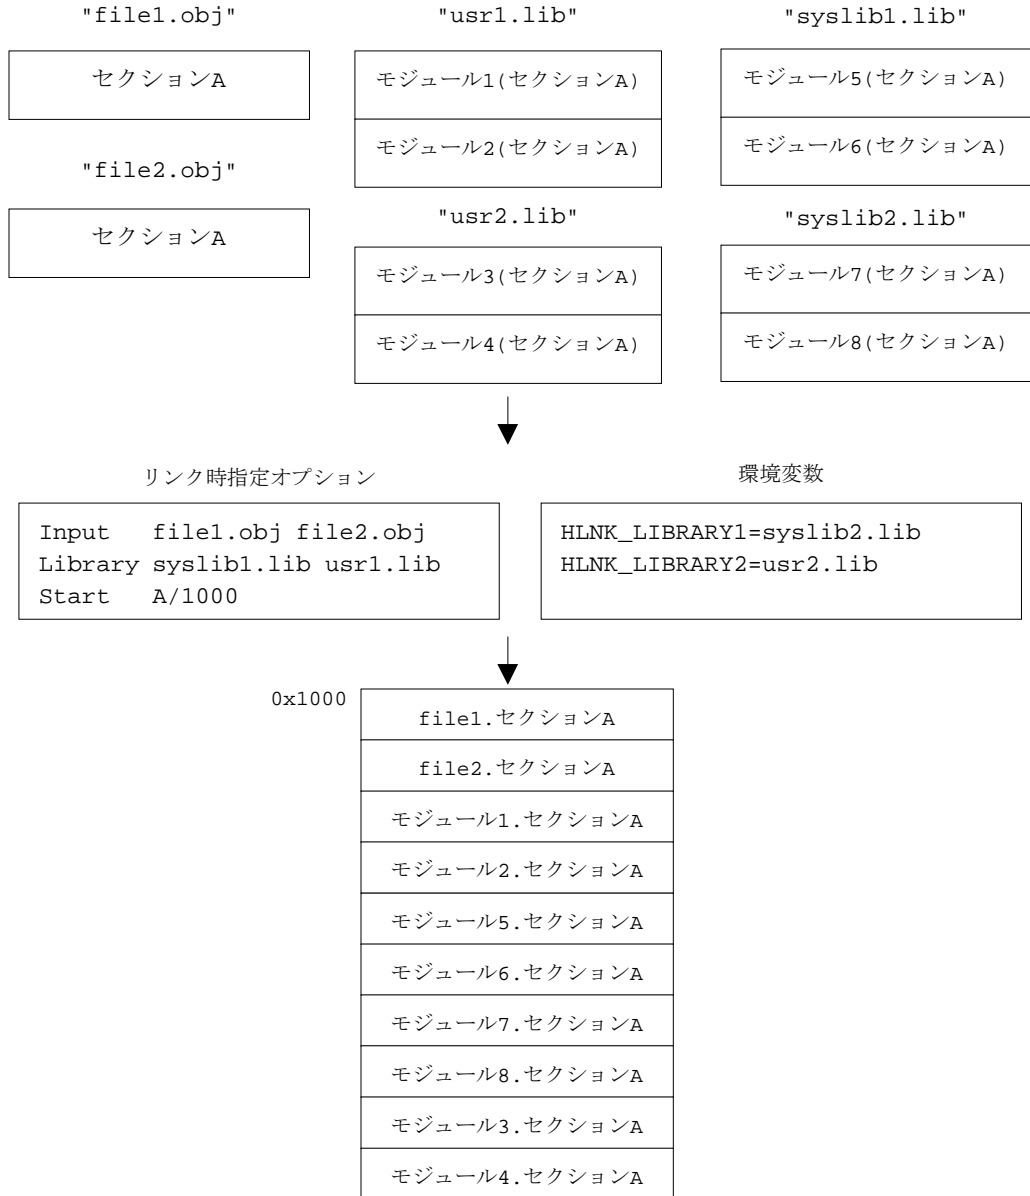 "file1.obj"
セクションA
"file2.obj"
セクションA
"usr1.lib"
モジュール1(セクションA)
モジュール2(セクションA)
"usr2.lib"
モジュール3(セクションA)
モジュール4(セクションA)
"syslib1.lib"
モジュール5(セクションA)
モジュール6(セクションA)
"syslib2.lib"
モジュール7(セクションA)
モジュール8(セクションA)
リンク時指定オプション
Input file1.obj file2.obj
Library syslib1.lib usr1.lib
Start A/1000
環境変数
HLNK_LIBRARY1=syslib2.lib
HLNK_LIBRARY2=usr2.lib
0x1000
file1.セクションA
file2.セクションA
モジュール1.セクションA
モジュール2.セクションA
モジュール5.セクションA
モジュール6.セクションA
モジュール7.セクションA
モジュール8.セクションA
モジュール3.セクションA
モジュール4.セクションA